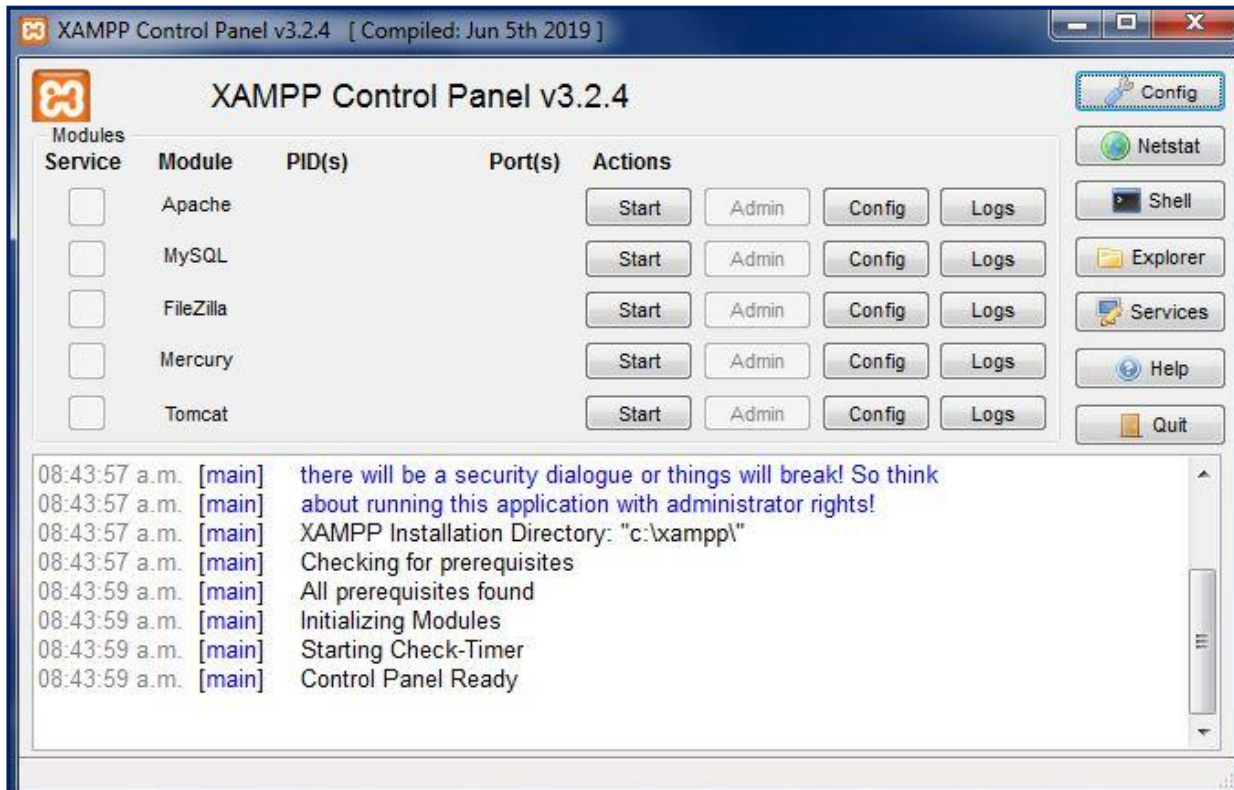 XAMPP Control Panel v3.2.4 [ Compiled: Jun 5th 2019 ]
XAMPP Control Panel v3.2.4
Config
Modules
Service Module PID(s) Port(s) Actions
Netstat
Apache Start Admin Config Logs
Shell
MySQL Start Admin Config Logs
Explorer
FileZilla Start Admin Config Logs
Services
Mercury Start Admin Config Logs
Help
Tomcat Start Admin Config Logs
Quit
08:43:57 a.m. [main] there will be a security dialogue or things will break! So think
08:43:57 a.m. [main] about running this application with administrator rights!
08:43:57 a.m. [main] XAMPP Installation Directory: "c:\xampp\"
08:43:57 a.m. [main] Checking for prerequisites
08:43:59 a.m. [main] All prerequisites found
08:43:59 a.m. [main] Initializing Modules
08:43:59 a.m. [main] Starting Check-Timer
08:43:59 a.m. [main] Control Panel Ready